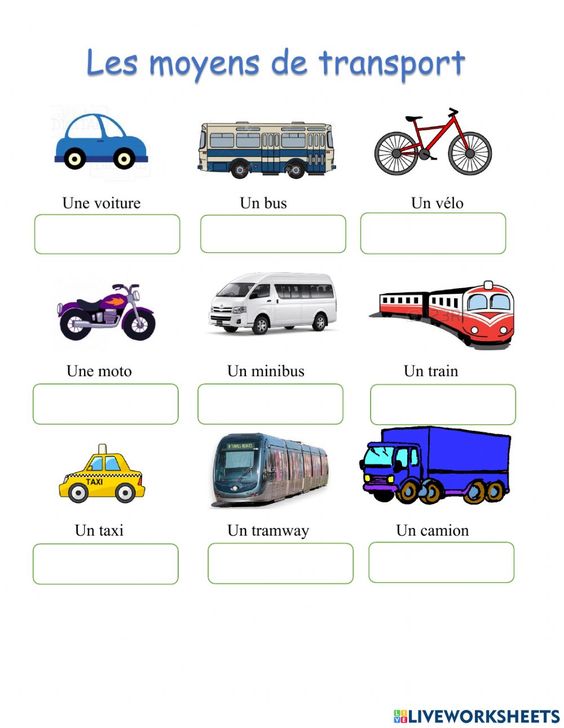 Les moyens de transport
Une voiture
Un bus
Un vélo
Une moto
Un minibus
Un train
TAXI
Un taxi
Un tramway
Un camion
LIVE
LIVEWORKSHEETS